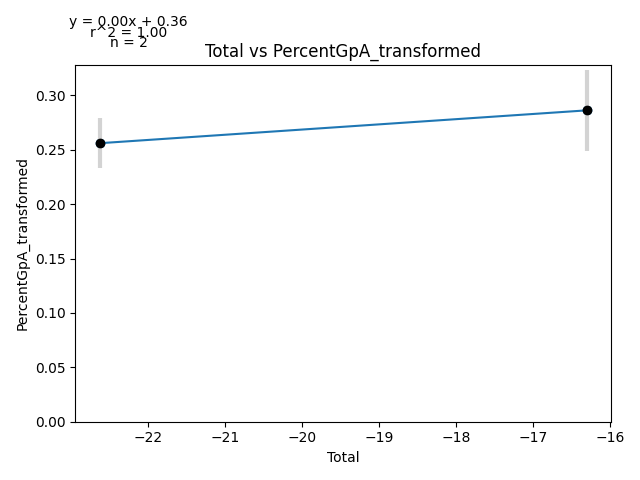 y = 0.00x + 0.36
r^2 = 1.00
n = 2
Total vs PercentGpA_transformed
PercentGpA_transformed
0.30
0.25
0.20
0.15
0.10
0.05
0.00
−22 −21 −20 −19 −18 −17 −16
Total